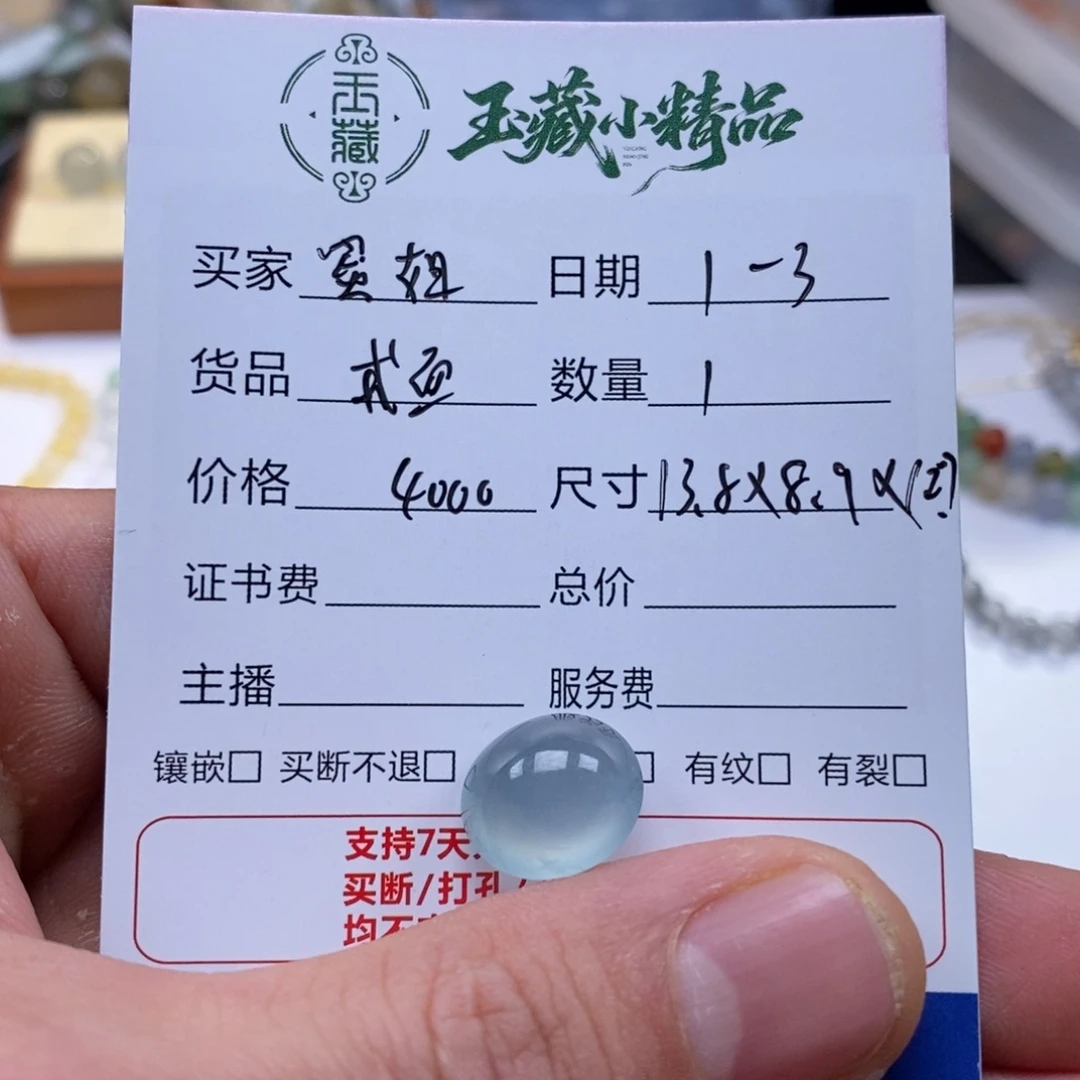 玉藏
玉藏小精品
买家 日期 1-3
货品 蛋面 数量 1
价格 4000 尺寸 13.8X8.9X
证书费 总价
主播 服务费
镶嵌□ 买断不退□ □ 有纹□ 有裂□
支持7天
买断/打孔/
均不